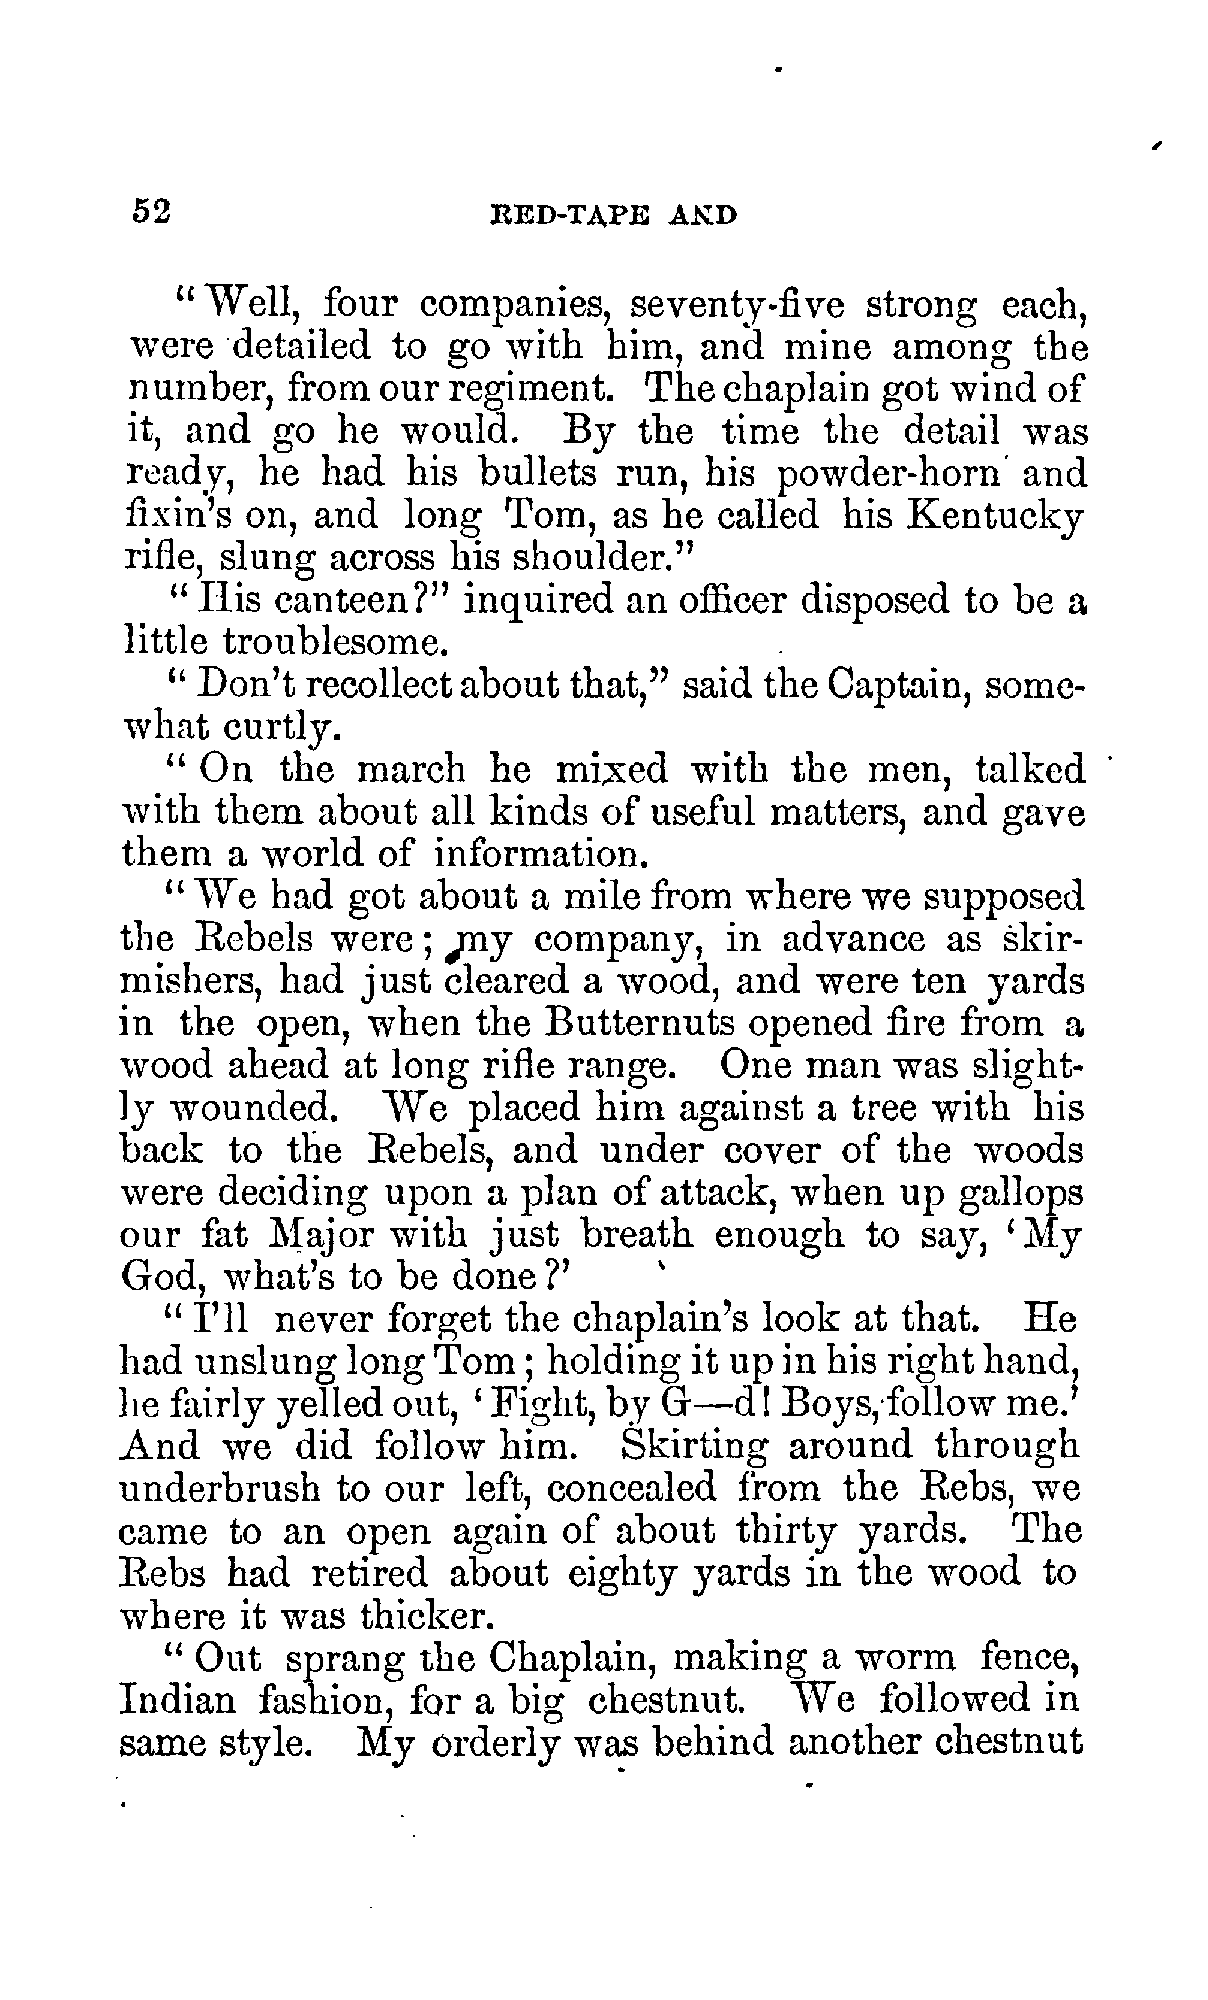 52 RED-TAPE AND
"Well, four companies, seventy-five strong each,
were detailed to go with him, and mine among the
number, from our regiment. The chaplain got wind of
it, and go he would. By the time the detail was
ready, he had his bullets run, his powder-horn and
fixin's on, and long Tom, as he called his Kentucky
rifle, slung across his shoulder."
"His canteen?" inquired an officer disposed to be a
little troublesome.
"Don't recollect about that," said the Captain, some-
what curtly.
"On the march he mixed with the men, talked
with them about all kinds of useful matters, and gave
them a world of information.
"We had got about a mile from where we supposed
the Rebels were; my company, in advance as skir-
mishers, had just cleared a wood, and were ten yards
in the open, when the Butternuts opened fire from a
wood ahead at long rifle range. One man was slight-
ly wounded. We placed him against a tree with his
back to the Rebels, and under cover of the woods
were deciding upon a plan of attack, when up gallops
our fat Major with just breath enough to say, 'My
God, what's to be done?'
"I'll never forget the chaplain's look at that. He
had unslung long Tom; holding it up in his right hand,
he fairly yelled out, 'Fight, by G—d! Boys, follow me.'
And we did follow him. Skirting around through
underbrush to our left, concealed from the Rebs, we
came to an open again of about thirty yards. The
Rebs had retired about eighty yards in the wood to
where it was thicker.
"Out sprang the Chaplain, making a worm fence,
Indian fashion, for a big chestnut. We followed in
same style. My orderly was behind another chestnut